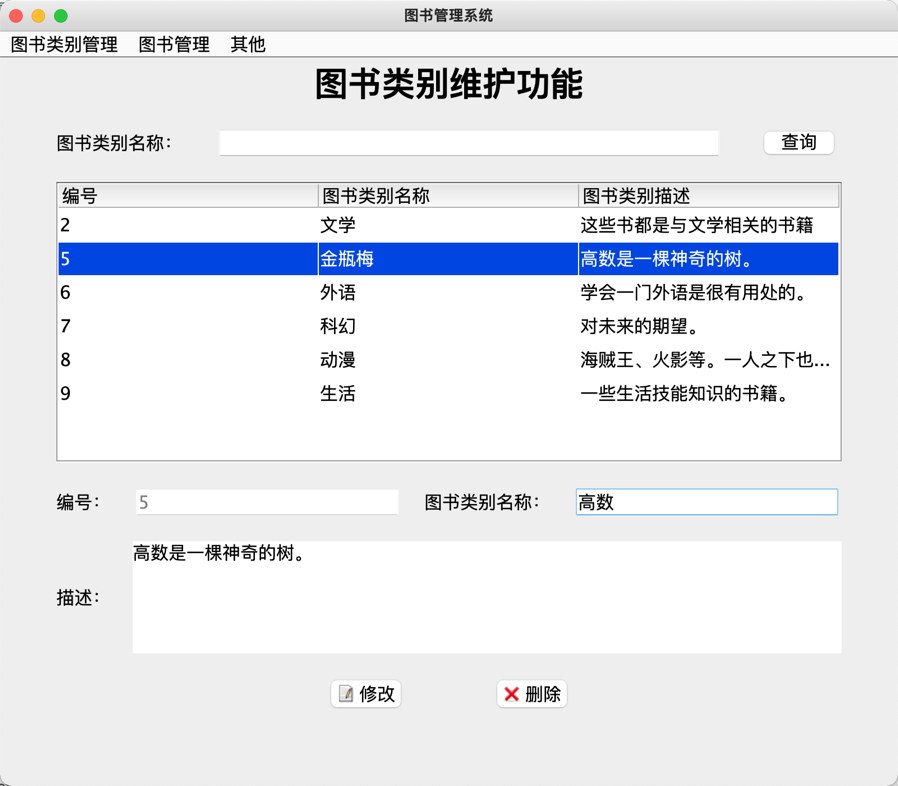 图书管理系统
图书类别管理 图书管理 其他
图书类别维护功能
图书类别名称: 查询
编号 图书类别名称 图书类别描述
2 文学 这些书都是与文学相关的书籍
5 金瓶梅 高数是一棵神奇的树。
6 外语 学会一门外语是很有用处的。
7 科幻 对未来的期望。
8 动漫 海贼王、火影等。一人之下也...
9 生活 一些生活技能知识的书籍。
编号: 5 图书类别名称: 高数
高数是一棵神奇的树。
描述:
修改 删除